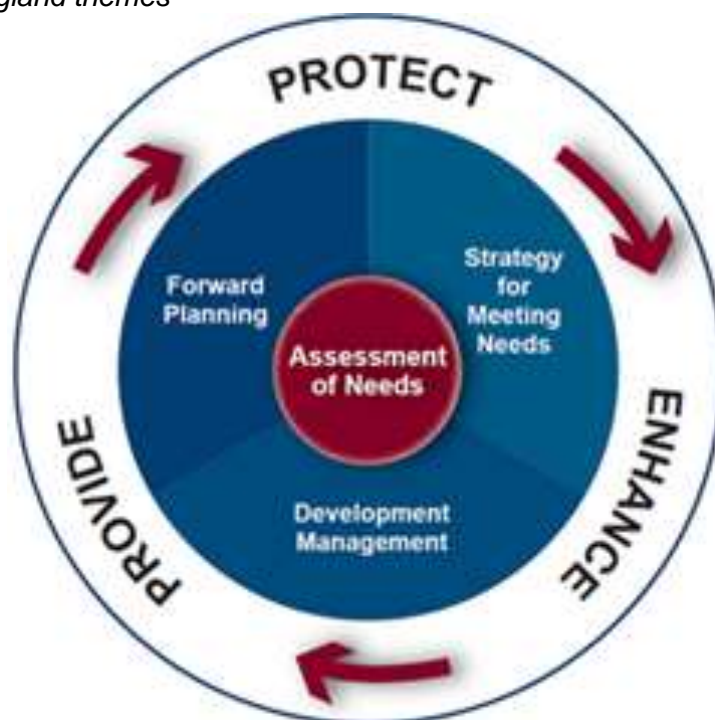 gland themes
PROTECT
Strategy
for
Meeting
Needs
Forward
Planning
Assessment
of Needs
ENHANCE
PROVIDE
Development
Management